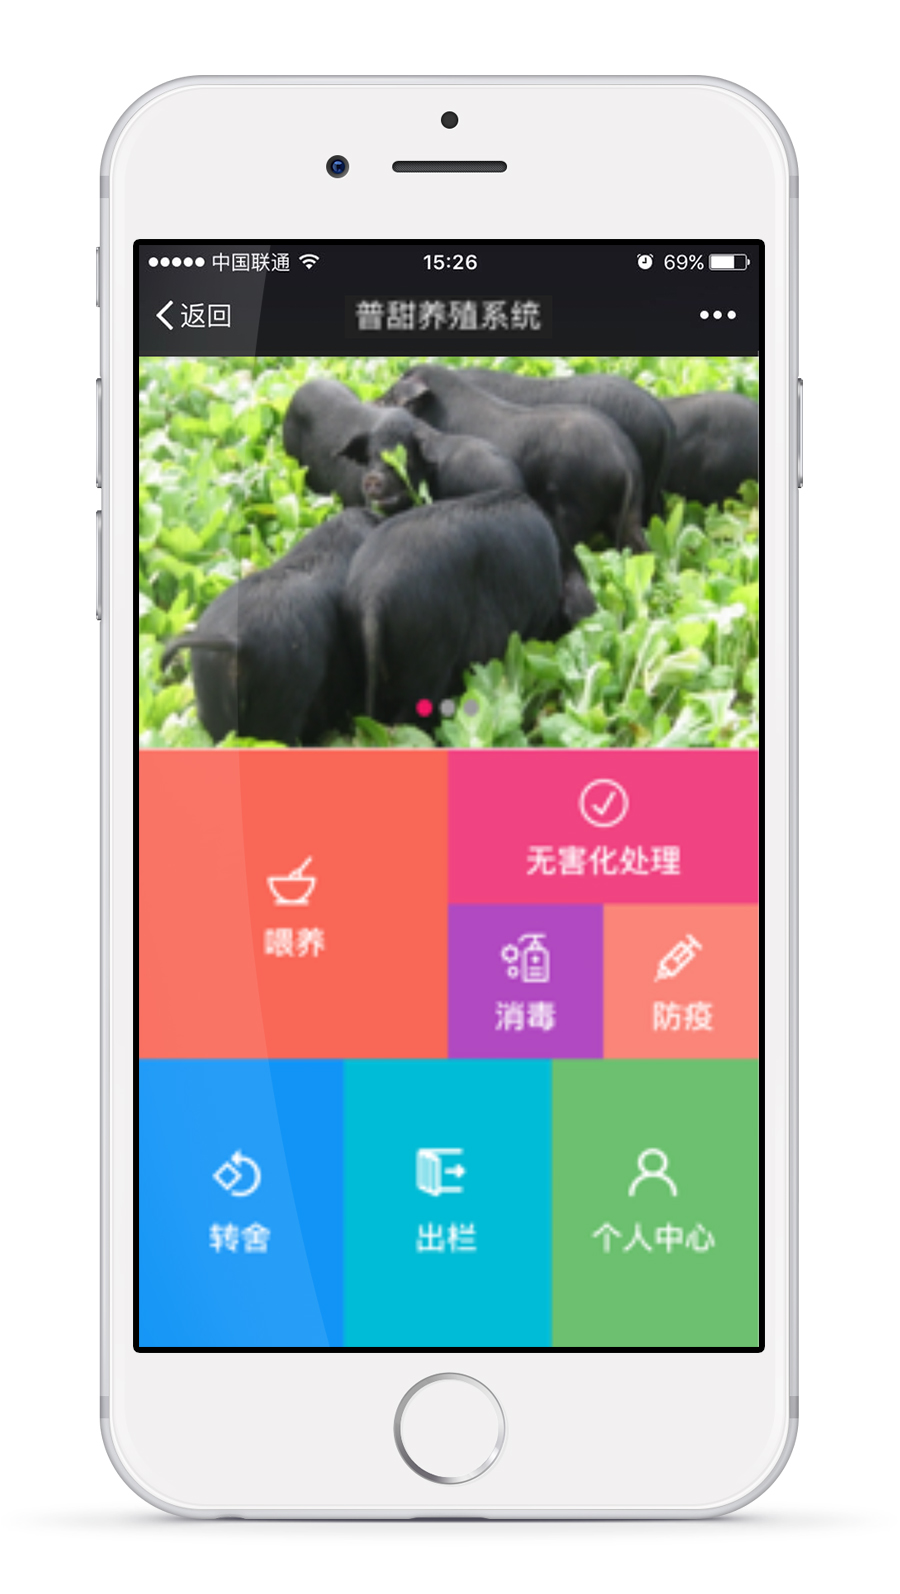 中国联通 15:26 69%
返回 普甜养殖系统
无害化处理
喂养
消毒 防疫
转舍 出栏 个人中心